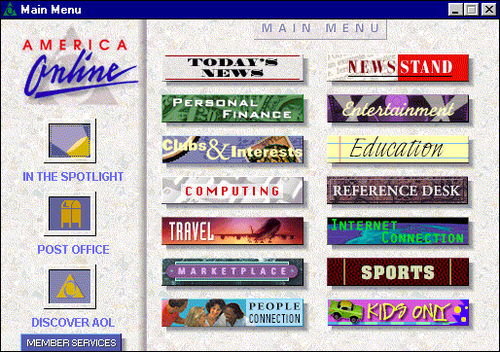 Main Menu
AMERICA
Online
IN THE SPOTLIGHT
POST OFFICE
DISCOVER AOL
MEMBER SERVICES
MAIN MENU
TODAY'S
NEWS
NEWSSTAND
PERSONAL
FINANCE
Entertainment
Clubs & Interests
Education
COMPUTING
REFERENCE DESK
TRAVEL
INTERNET
CONNECTION
MARKETPLACE
SPORTS
PEOPLE
CONNECTION
KIDS ONLY